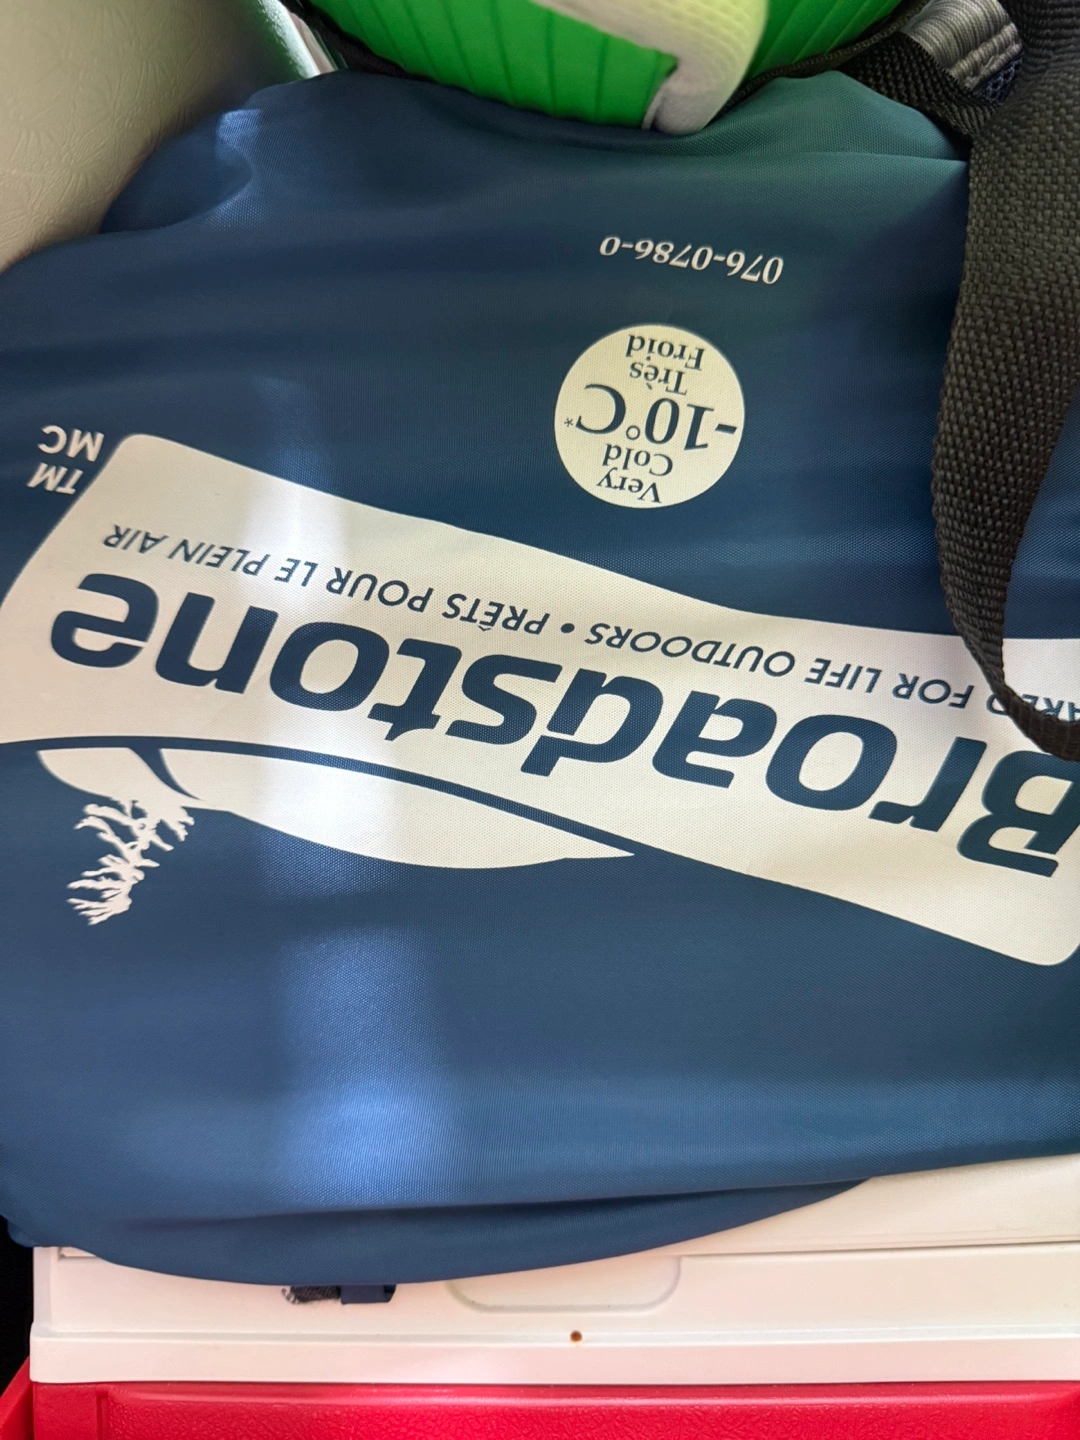 Broadstone
FOR LIFE OUTDOORS • PRÊTS POUR LE PLEIN AIR
TM
MC
Very
Cold
-10°C*
Très
Froid
076-0786-0